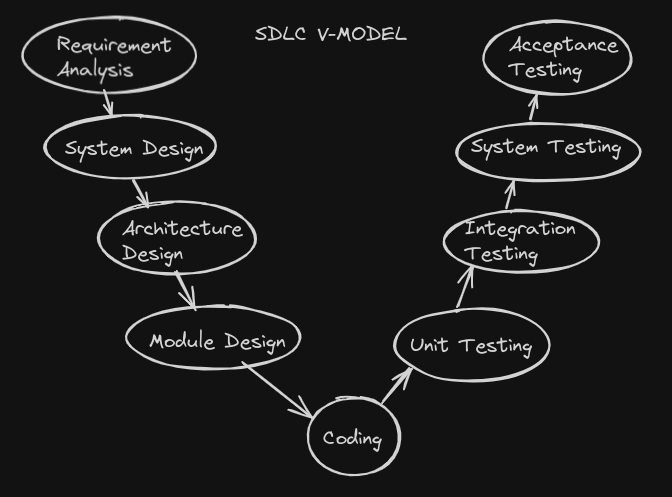 SDLC V-MODEL
Requirement
Analysis
Acceptance
Testing
System Design
System Testing
Architecture
Design
Integration
Testing
Module Design
Unit Testing
Coding